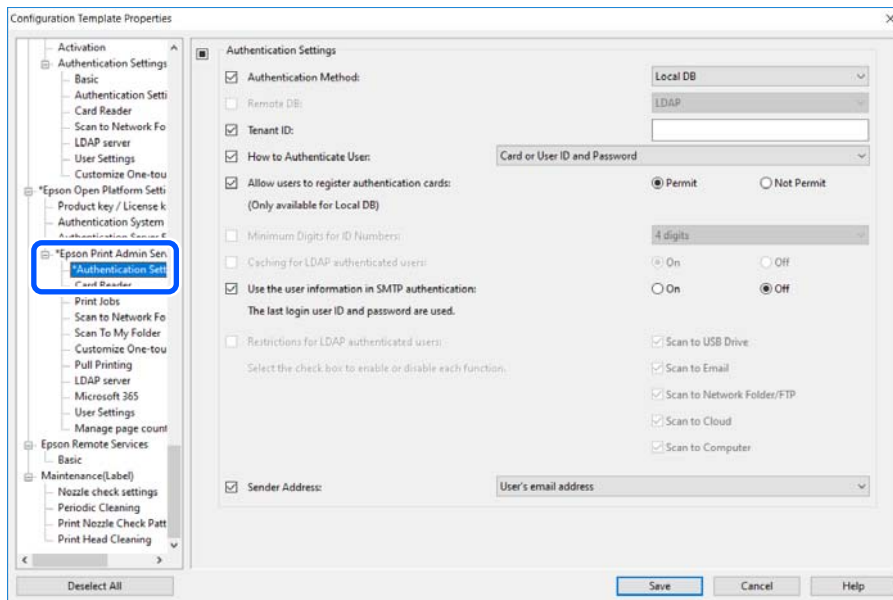 Configuration Template Properties
Activation
Authentication Settings
Basic
Authentication Setti
Card Reader
Scan to Network Fo
LDAP server
User Settings
Customize One-tou
*Epson Open Platform Setti
Product key / License k
Authentication System
*Epson Print Admin Ser
*Authentication Sett
Card Reader
Print Jobs
Scan to Network Fo
Scan To My Folder
Customize One-tou
Pull Printing
LDAP server
Microsoft 365
User Settings
Manage page count
Epson Remote Services
Basic
Maintenance(Label)
Nozzle check settings
Periodic Cleaning
Print Nozzle Check Patt
Print Head Cleaning
Authentication Settings
Authentication Method: Local DB
Remote DB: LDAP
Tenant ID:
How to Authenticate User: Card or User ID and Password
Allow users to register authentication cards: Permit Not Permit
(Only available for Local DB)
Minimum Digits for ID Numbers: 4 digits
Caching for LDAP authenticated users: On Off
Use the user information in SMTP authentication: On Off
The last login user ID and password are used.
Restrictions for LDAP authenticated users: Scan to USB Drive
Select the check box to enable or disable each function. Scan to Email
Scan to Network Folder/FTP
Scan to Cloud
Scan to Computer
Sender Address: User's email address
Deselect All Save Cancel Help